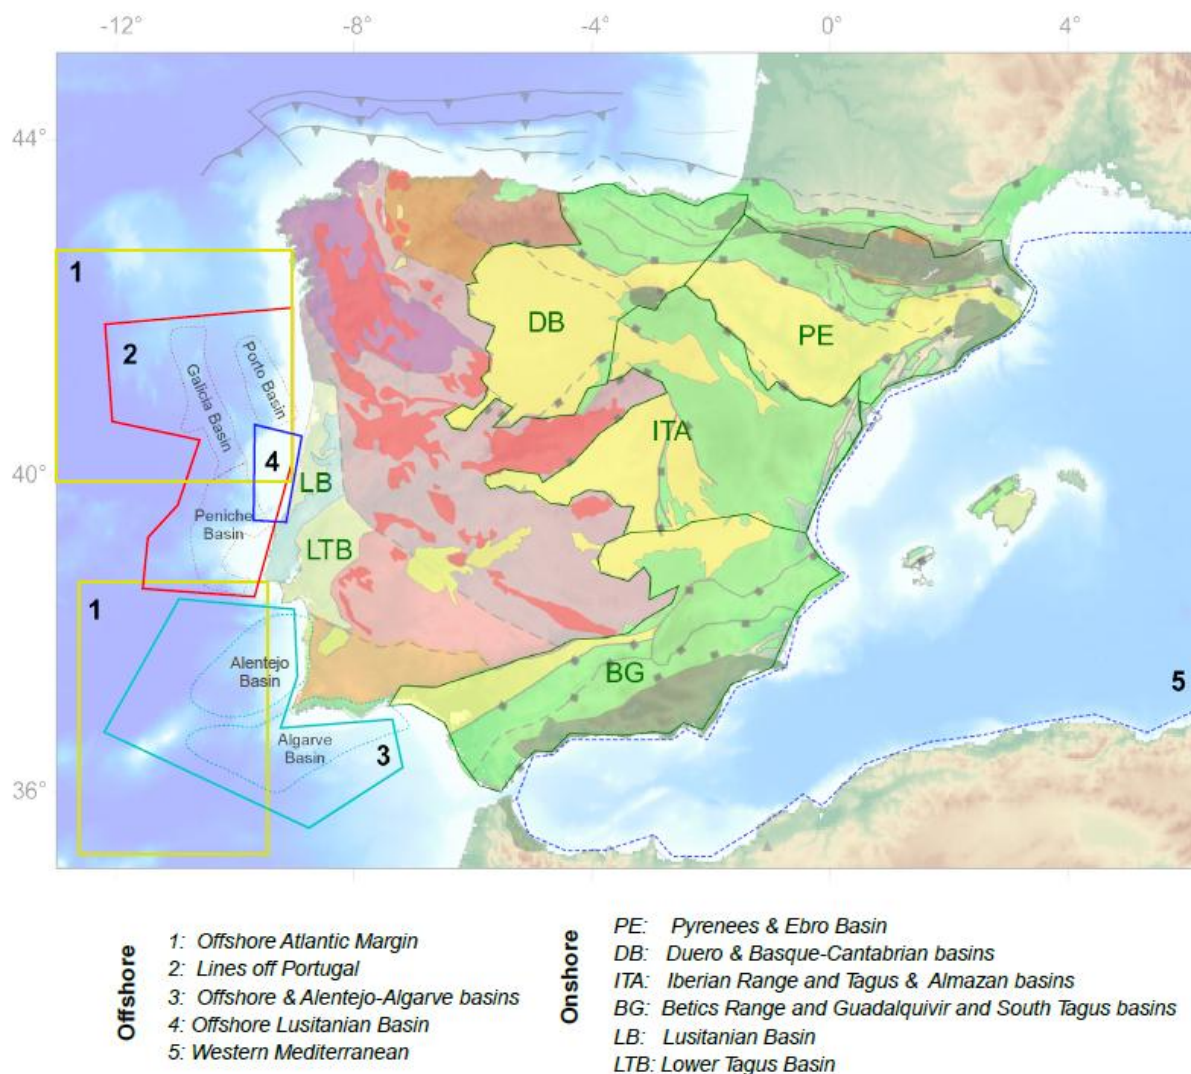 -12° -8° -4° 0° 4°
44°
1
DB
PE
2
Galicia Basin
Porto Basin
ITA
4
40°
LB
Peniche
Basin
LTB
1
Alentejo
Basin
BG
5
Algarve
Basin
3
36°
Offshore
1: Offshore Atlantic Margin
2: Lines off Portugal
3: Offshore & Alentejo-Algarve basins
4: Offshore Lusitanian Basin
5: Western Mediterranean
Onshore
PE: Pyrenees & Ebro Basin
DB: Duero & Basque-Cantabrian basins
ITA: Iberian Range and Tagus & Almazan basins
BG: Betics Range and Guadalquivir and South Tagus basins
LB: Lusitanian Basin
LTB: Lower Tagus Basin